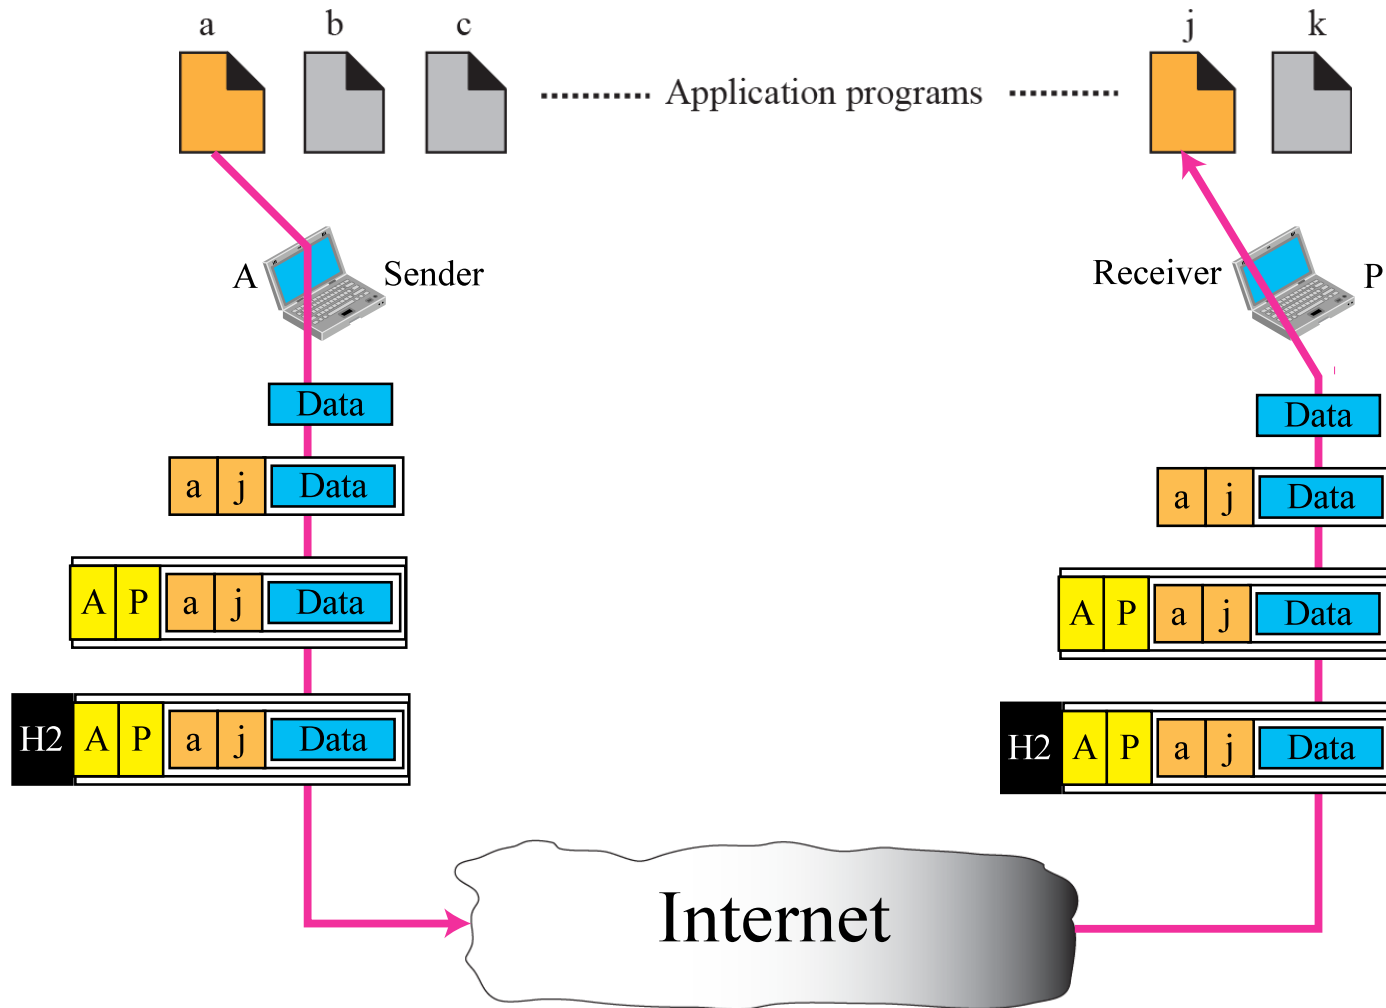 a b c j k
Application programs
A Sender Receiver P
Data Data
a j Data a j Data
A P a j Data A P a j Data
H2 A P a j Data H2 A P a j Data
Internet